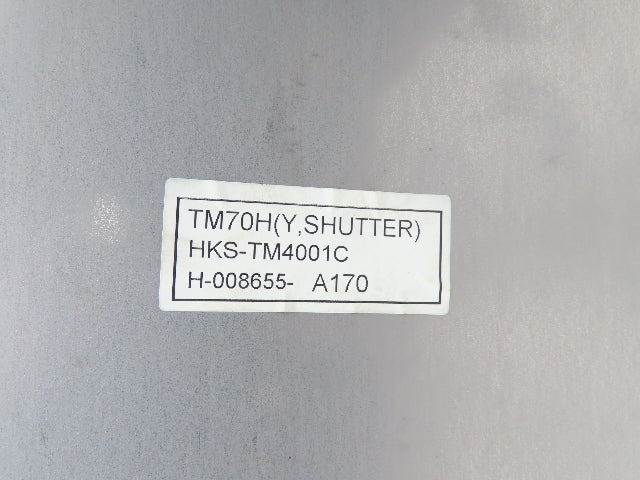 TM70H(Y,SHUTTER)
HKS-TM4001C
H-008655- A170